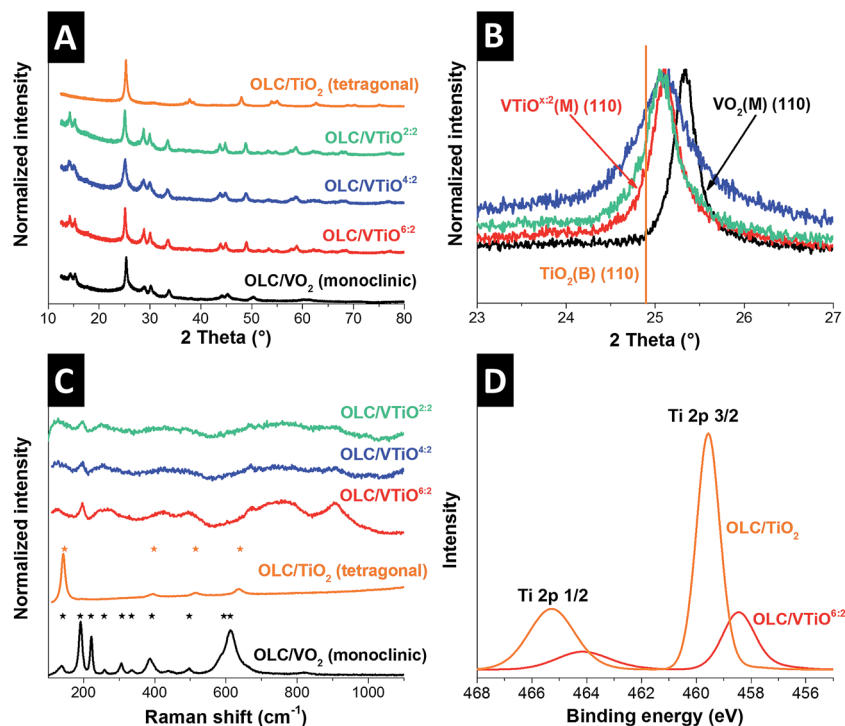 A
Normalized intensity
OLC/TiO₂ (tetragonal)
OLC/VTiO²:²
OLC/VTiO⁴:²
OLC/VTiO⁶:²
OLC/VO₂ (monoclinic)
10 20 30 40 50 60 70 80
2 Theta (°)
B
Normalized intensity
VTiOˣ:²(M) (110)
VO₂(M) (110)
TiO₂(B) (110)
23 24 25 26 27
2 Theta (°)
C
Normalized intensity
OLC/VTiO²:²
OLC/VTiO⁴:²
OLC/VTiO⁶:²
OLC/TiO₂ (tetragonal)
OLC/VO₂ (monoclinic)
200 400 600 800 1000
Raman shift (cm⁻¹)
D
Intensity
Ti 2p 3/2
OLC/TiO₂
Ti 2p 1/2
OLC/VTiO⁶:²
468 466 464 462 460 458 456
Binding energy (eV)